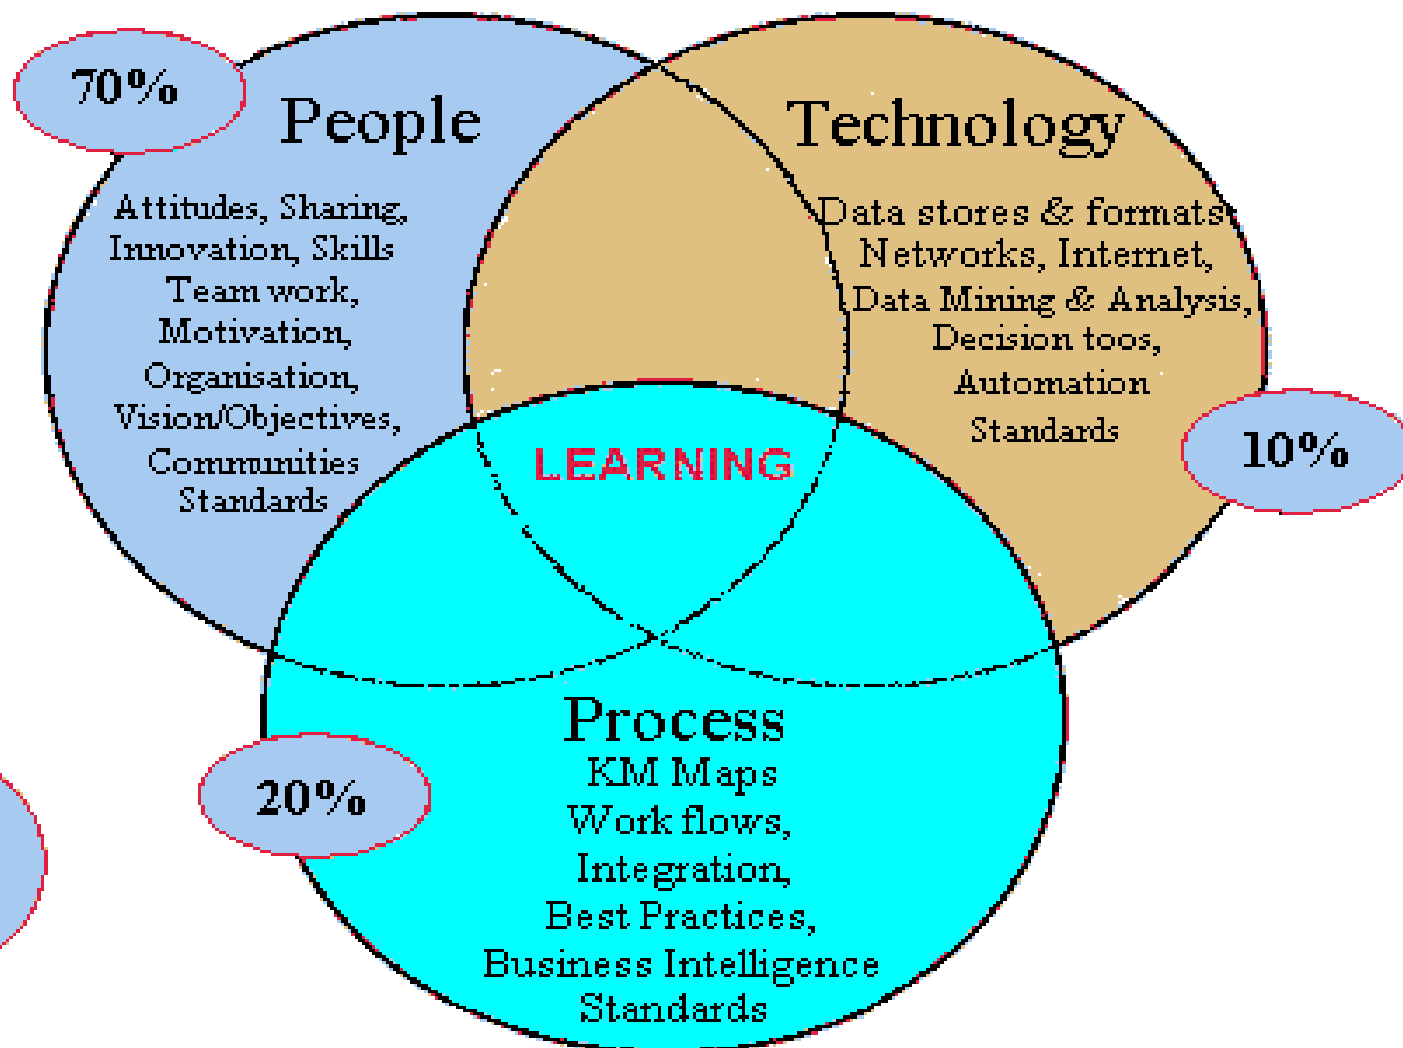 70%
People
Attitudes, Sharing,
Innovation, Skills
Team work,
Motivation,
Organisation,
Vision/Objectives,
Communities
Standards
Technology
Data stores & formats
Networks, Internet,
Data Mining & Analysis,
Decision toos,
Automation
Standards
10%
LEARNING
Process
KM Maps
Work flows,
Integration,
Best Practices,
Business Intelligence
Standards
20%